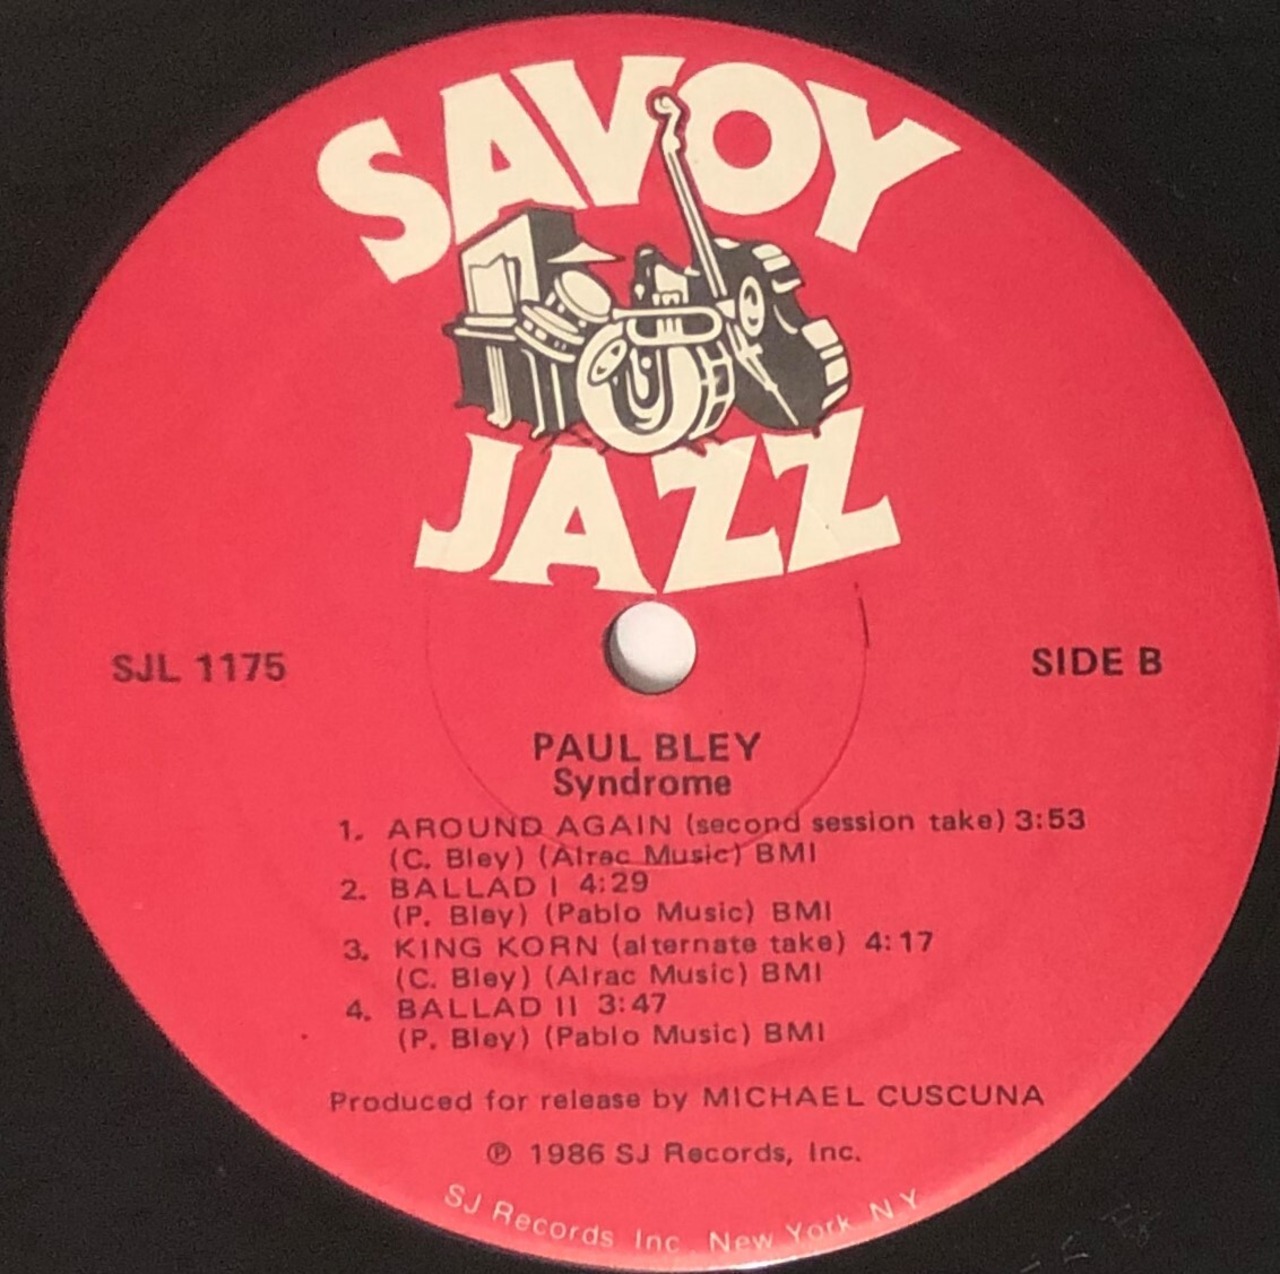 SAVOY
JAZZ
SJL 1175
SIDE B
PAUL BLEY
Syndrome
1. AROUND AGAIN (second session take) 3:53
(C. Bley) (Alrac Music) BMI
2. BALLAD I 4:29
(P. Bley) (Pablo Music) BMI
3. KING KORN (alternate take) 4:17
(C. Bley) (Alrac Music) BMI
4. BALLAD II 3:47
(P. Bley) (Pablo Music) BMI
Produced for release by MICHAEL CUSCUNA
℗ 1986 SJ Records, Inc.
SJ Records Inc New York N Y